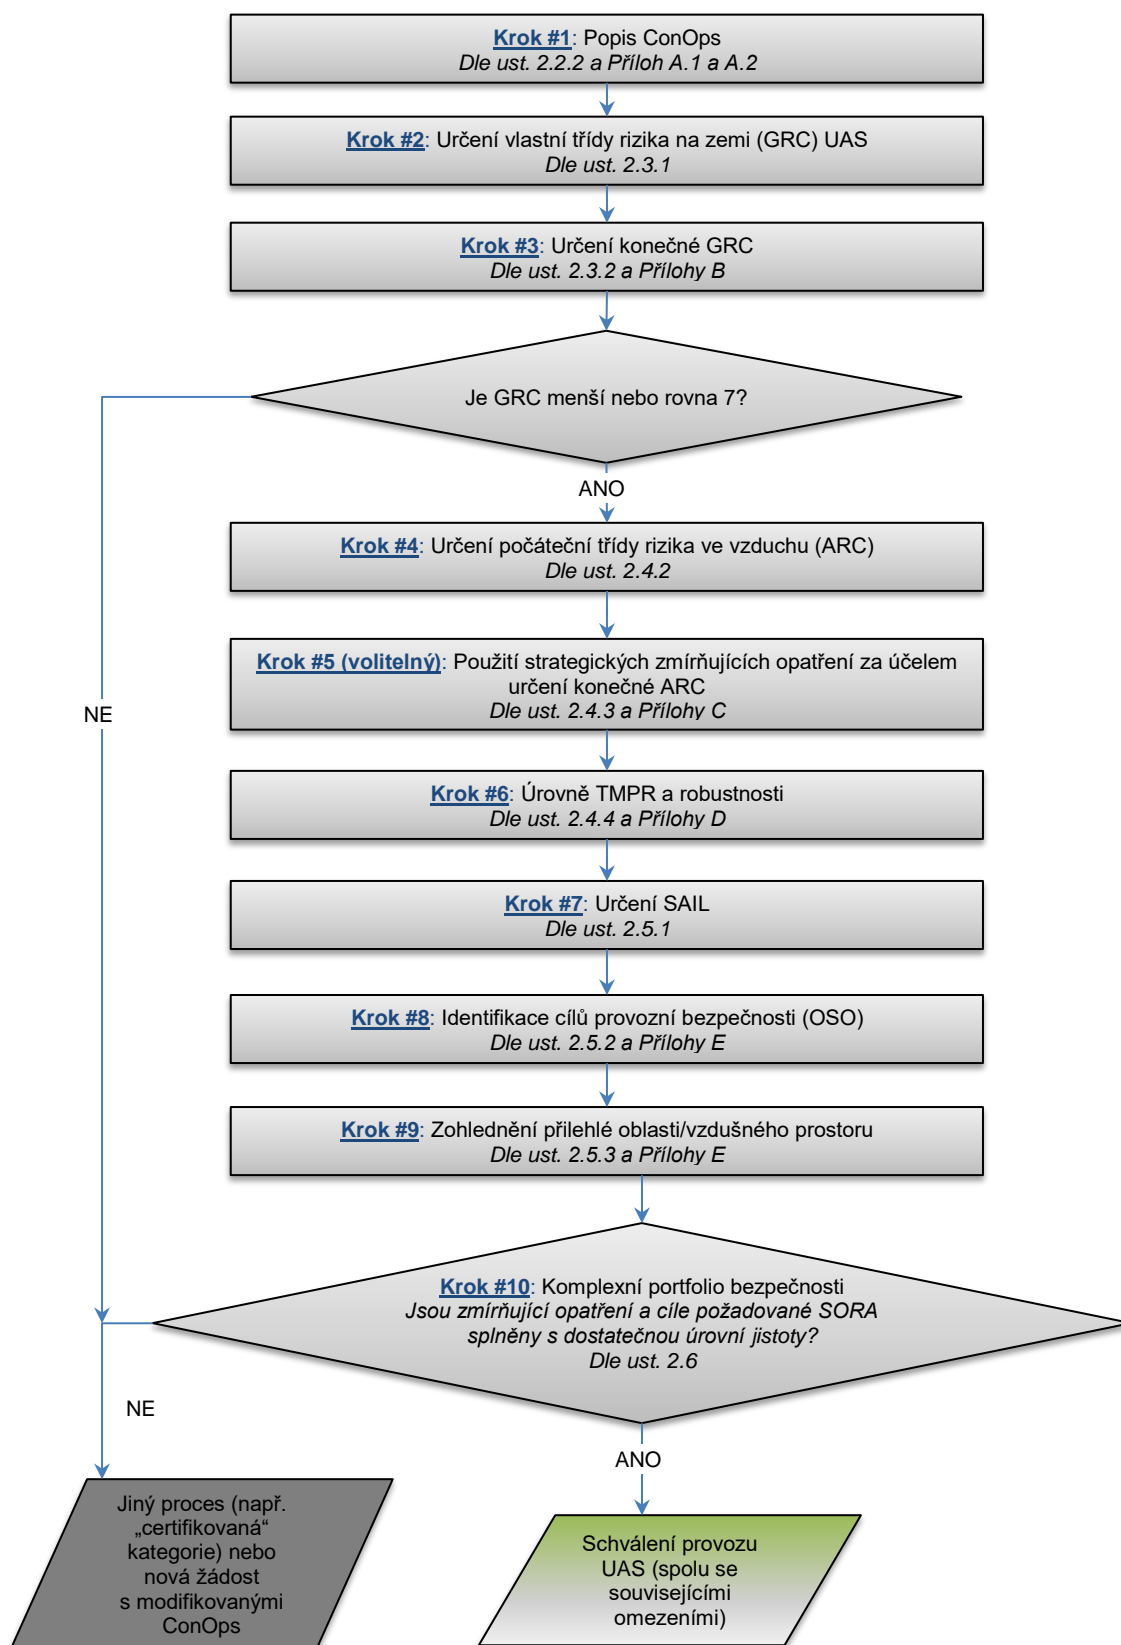 Krok #1: Popis ConOps
Dle ust. 2.2.2 a Příloh A.1 a A.2
Krok #2: Určení vlastní třídy rizika na zemi (GRC) UAS
Dle ust. 2.3.1
Krok #3: Určení konečné GRC
Dle ust. 2.3.2 a Přílohy B
Je GRC menší nebo rovna 7?
ANO
Krok #4: Určení počáteční třídy rizika ve vzduchu (ARC)
Dle ust. 2.4.2
Krok #5 (volitelný): Použití strategických zmírňujících opatření za účelem
určení konečné ARC
Dle ust. 2.4.3 a Přílohy C
NE
Krok #6: Úrovně TMPR a robustnosti
Dle ust. 2.4.4 a Přílohy D
Krok #7: Určení SAIL
Dle ust. 2.5.1
Krok #8: Identifikace cílů provozní bezpečnosti (OSO)
Dle ust. 2.5.2 a Přílohy E
Krok #9: Zohlednění přilehlé oblasti/vzdušného prostoru
Dle ust. 2.5.3 a Přílohy E
Krok #10: Komplexní portfolio bezpečnosti
Jsou zmírňující opatření a cíle požadované SORA
splněny s dostatečnou úrovní jistoty?
Dle ust. 2.6
NE
ANO
Jiný proces (např.
„certifikovaná“
kategorie) nebo
nová žádost
s modifikovanými
ConOps
Schválení provozu
UAS (spolu se
souvisejícími
omezeními)